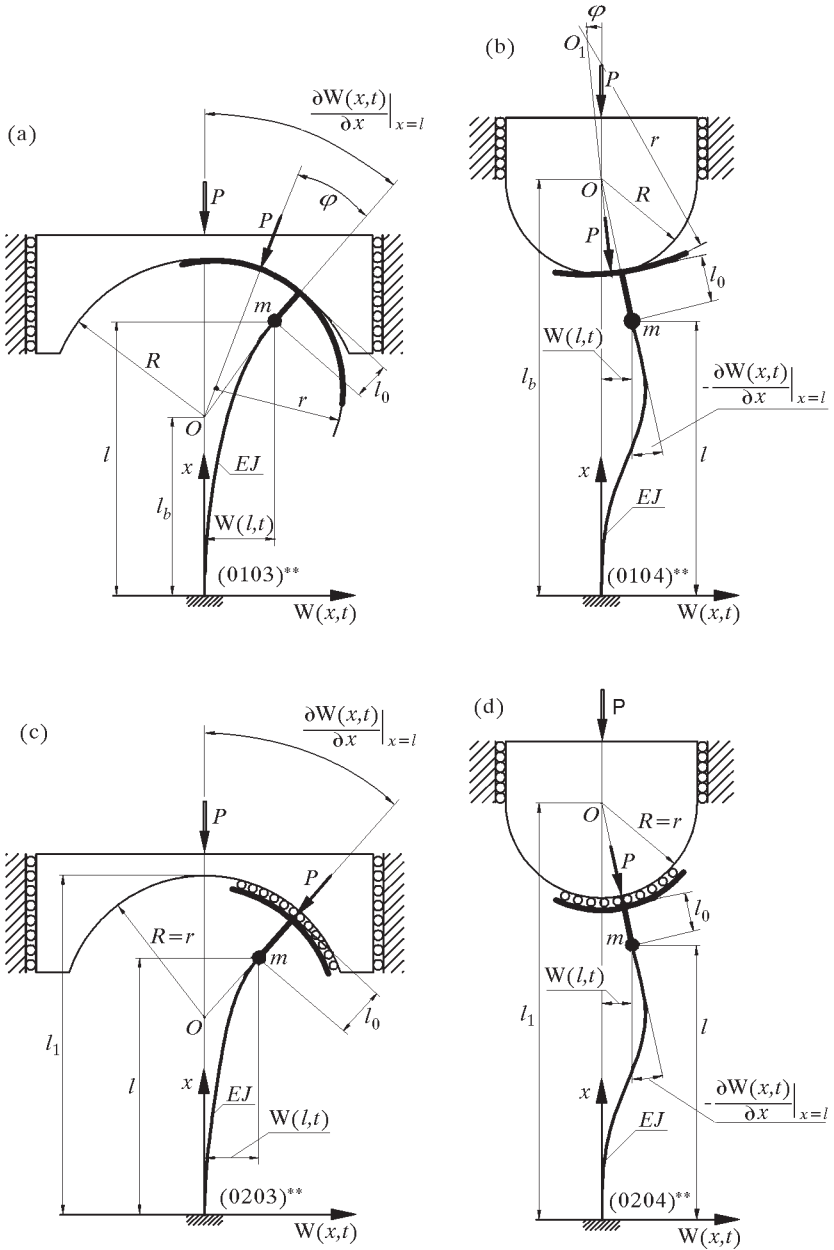 (a)
∂W(x,t)
∂x |x=l
P
P
φ
m
R
r
l0
O
l
x
EJ
lb
W(l,t)
(0103)**
W(x,t)
(b)
φ
O1
P
r
O
R
P
l0
m
W(l,t)
lb
-∂W(x,t)
∂x |x=l
x
l
EJ
(0104)**
W(x,t)
(c)
∂W(x,t)
∂x |x=l
P
P
R=r
m
O
l0
l1
l
x
EJ
W(l,t)
(0203)**
W(x,t)
(d)
P
O
R=r
P
l0
m
W(l,t)
l1
l
x
-∂W(x,t)
∂x |x=l
EJ
(0204)**
W(x,t)